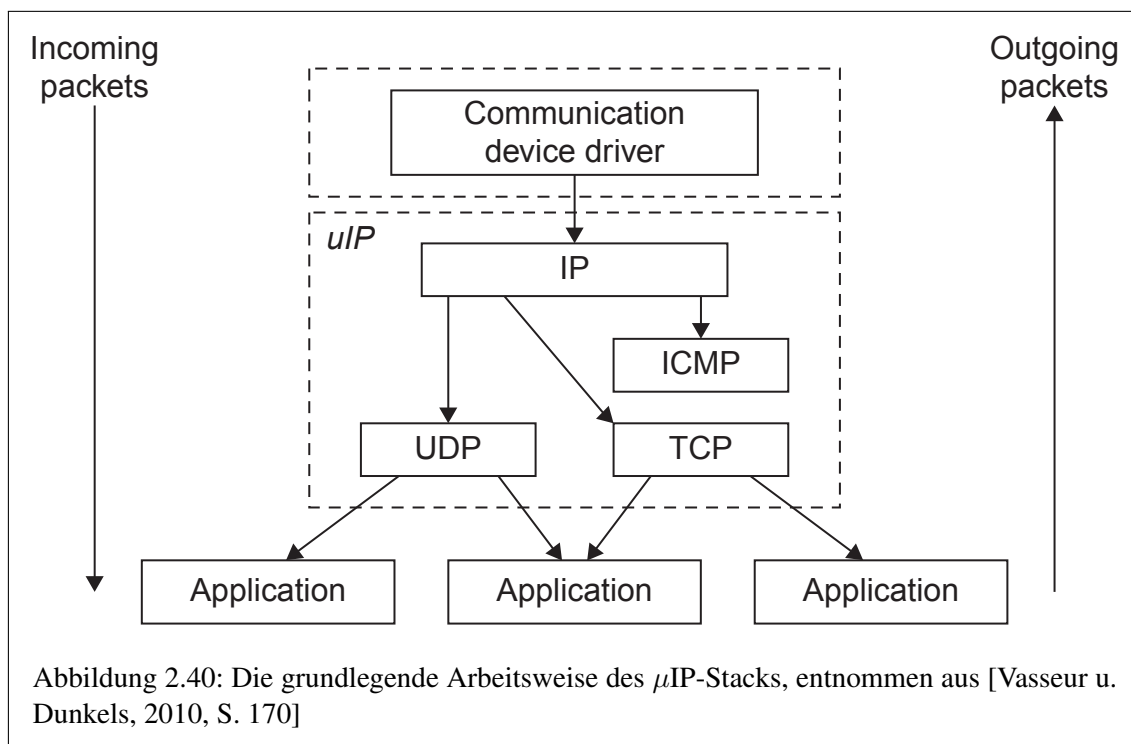 Incoming
packets
Outgoing
packets
Communication
device driver
uIP
IP
ICMP
UDP
TCP
Application
Application
Application
Abbildung 2.40: Die grundlegende Arbeitsweise des μIP-Stacks, entnommen aus [Vasseur u.
Dunkels, 2010, S. 170]